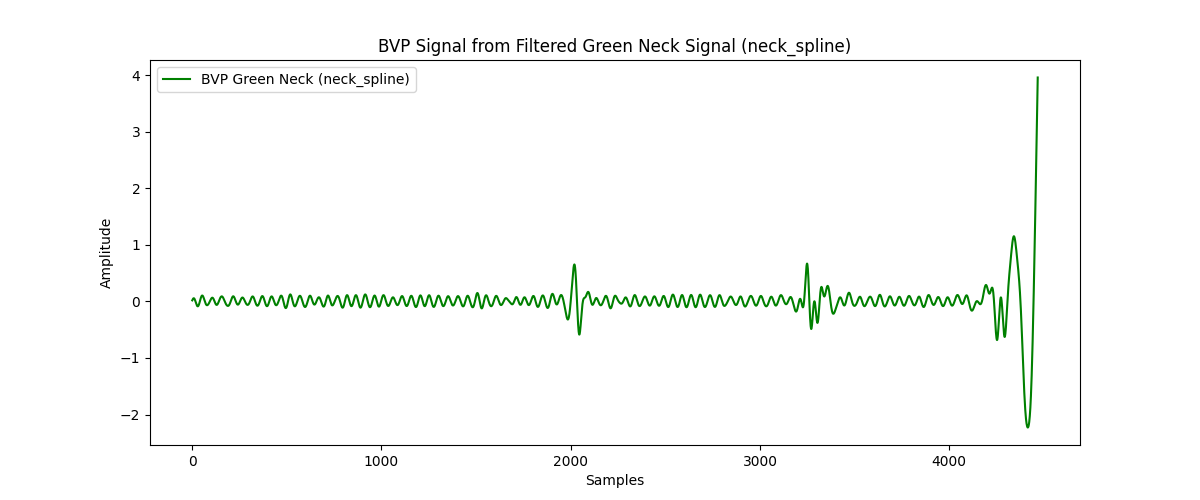 BVP Signal from Filtered Green Neck Signal (neck_spline)
BVP Green Neck (neck_spline)
Amplitude
4
3
2
1
0
−1
−2
0 1000 2000 3000 4000
Samples